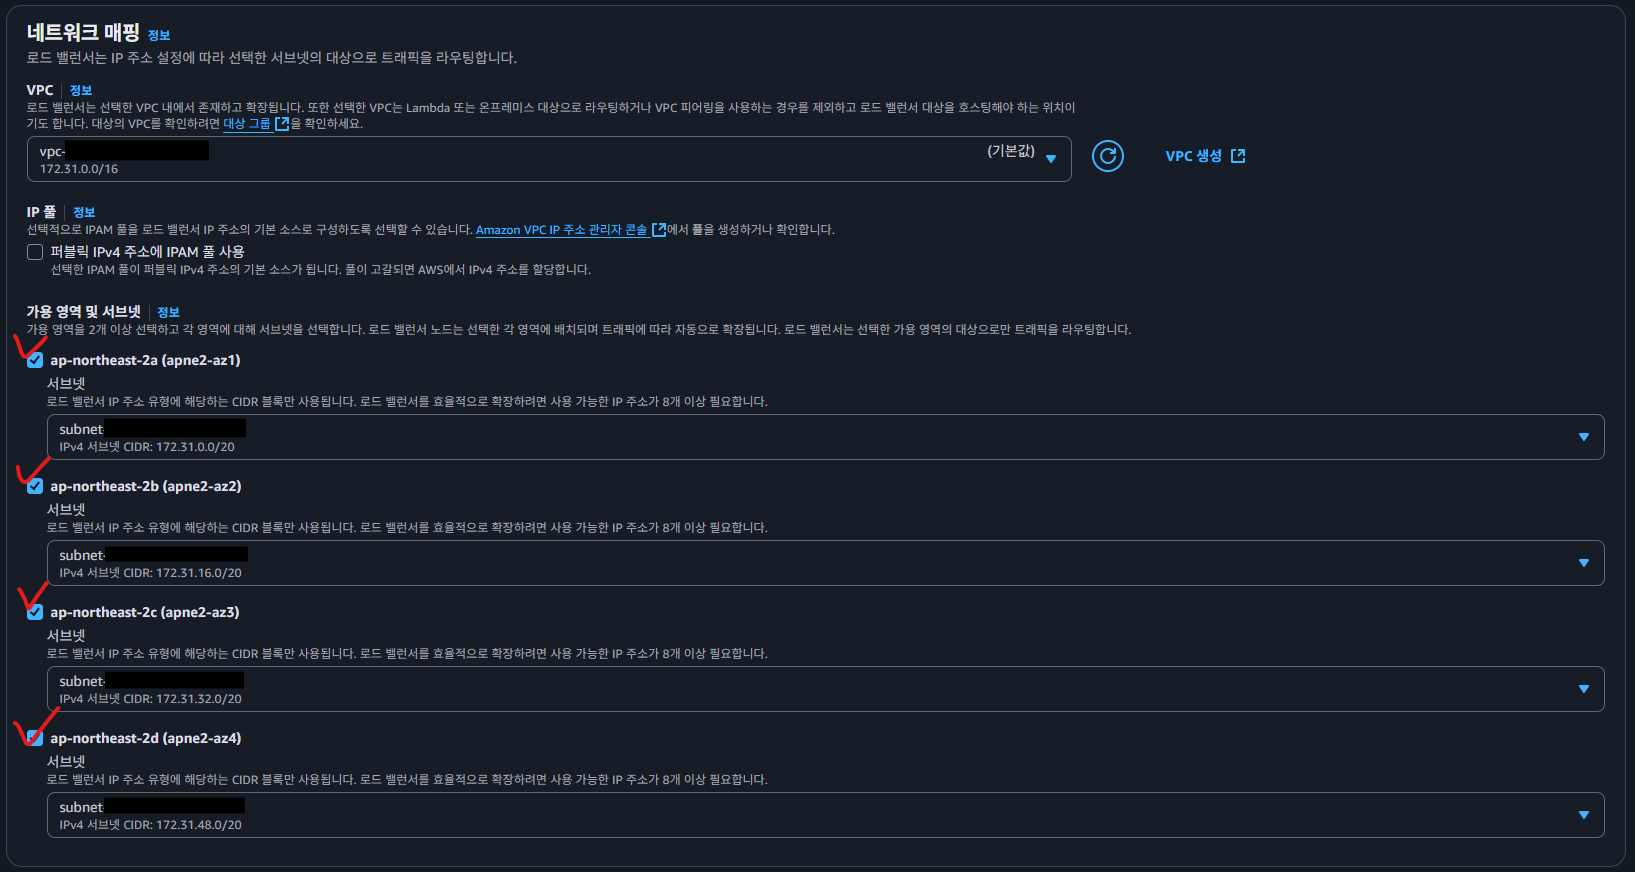 네트워크 매핑 정보
로드 밸런서는 IP 주소 설정에 따라 선택한 서브넷의 대상으로 트래픽을 라우팅합니다.
VPC 정보
로드 밸런서는 선택한 VPC 내에서 존재하고 확장됩니다. 또한 선택한 VPC는 Lambda 또는 온프레미스 대상으로 라우팅하거나 VPC 피어링을 사용하는 경우를 제외하고 로드 밸런서 대상을 호스팅해야 하는 위치이
기도 합니다. 대상의 VPC를 확인하려면 대상 그룹을 확인하세요.
vpc- (기본값)
172.31.0.0/16
VPC 생성
IP 풀 정보
선택적으로 IPAM 풀을 로드 밸런서 IP 주소의 기본 소스로 구성하도록 선택할 수 있습니다. Amazon VPC IP 주소 관리자 콘솔에서 풀을 생성하거나 확인합니다.
퍼블릭 IPv4 주소에 IPAM 풀 사용
선택한 IPAM 풀이 퍼블릭 IPv4 주소의 기본 소스가 됩니다. 풀이 고갈되면 AWS에서 IPv4 주소를 할당합니다.
가용 영역 및 서브넷 정보
가용 영역을 2개 이상 선택하고 각 영역에 대해 서브넷을 선택합니다. 로드 밸런서 노드는 선택한 각 영역에 배치되며 트래픽에 따라 자동으로 확장됩니다. 로드 밸런서는 선택한 가용 영역의 대상으로만 트래픽을 라우팅합니다.
ap-northeast-2a (apne2-az1)
서브넷
로드 밸런서 IP 주소 유형에 해당하는 CIDR 블록만 사용됩니다. 로드 밸런서를 효율적으로 확장하려면 사용 가능한 IP 주소가 8개 이상 필요합니다.
subnet-
IPv4 서브넷 CIDR: 172.31.0.0/20
ap-northeast-2b (apne2-az2)
서브넷
로드 밸런서 IP 주소 유형에 해당하는 CIDR 블록만 사용됩니다. 로드 밸런서를 효율적으로 확장하려면 사용 가능한 IP 주소가 8개 이상 필요합니다.
subnet-
IPv4 서브넷 CIDR: 172.31.16.0/20
ap-northeast-2c (apne2-az3)
서브넷
로드 밸런서 IP 주소 유형에 해당하는 CIDR 블록만 사용됩니다. 로드 밸런서를 효율적으로 확장하려면 사용 가능한 IP 주소가 8개 이상 필요합니다.
subnet-
IPv4 서브넷 CIDR: 172.31.32.0/20
ap-northeast-2d (apne2-az4)
서브넷
로드 밸런서 IP 주소 유형에 해당하는 CIDR 블록만 사용됩니다. 로드 밸런서를 효율적으로 확장하려면 사용 가능한 IP 주소가 8개 이상 필요합니다.
subnet-
IPv4 서브넷 CIDR: 172.31.48.0/20